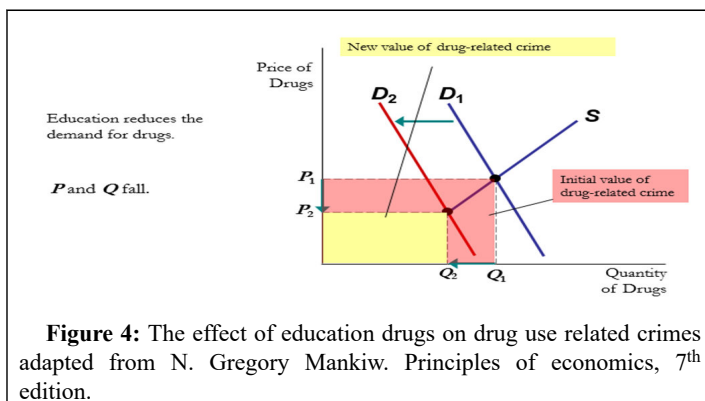 New value of drug-related crime
Price of
Drugs
D₂
D₁
S
Education reduces the
demand for drugs.
P₁
Initial value of
drug-related crime
P and Q fall.
P₂
Q₂
Q₁
Quantity
of Drugs
Figure 4: The effect of education drugs on drug use related crimes
adapted from N. Gregory Mankiw. Principles of economics, 7th
edition.